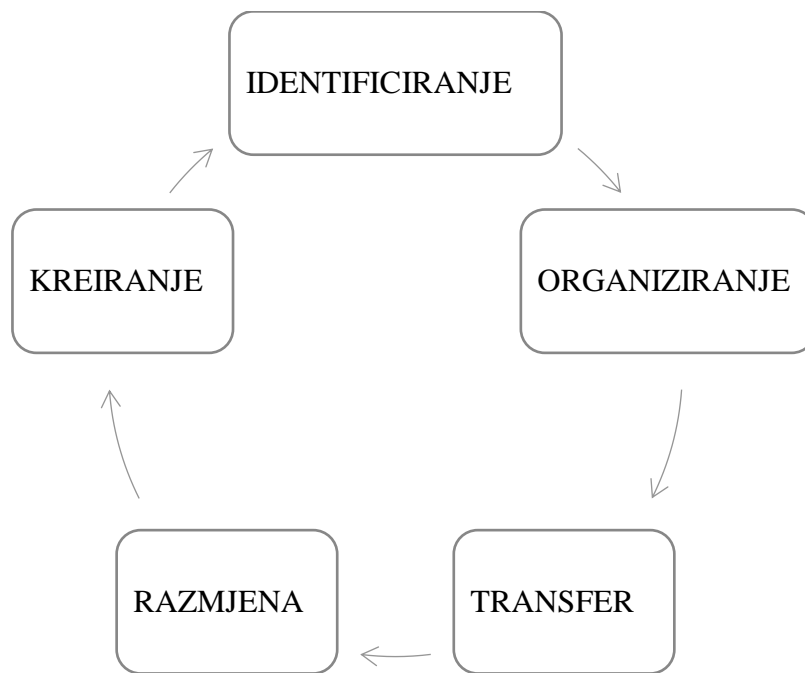 IDENTIFICIRANJE
ORGANIZIRANJE
TRANSFER
RAZMJENA
KREIRANJE